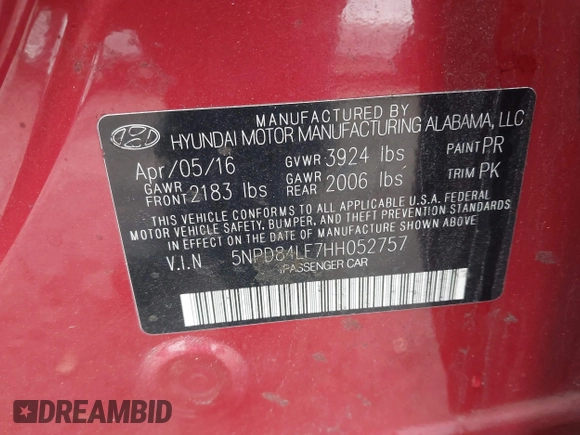 MANUFACTURED BY
HYUNDAI MOTOR MANUFACTURING ALABAMA, LLC
Apr/05/16 GVWR 3924 lbs PAINT PR
GAWR FRONT 2183 lbs GAWR REAR 2006 lbs TRIM PK
THIS VEHICLE CONFORMS TO ALL APPLICABLE U.S.A. FEDERAL
MOTOR VEHICLE SAFETY, BUMPER, AND THEFT PREVENTION STANDARDS
IN EFFECT ON THE DATE OF MANUFACTURE SHOWN ABOVE.
V.I.N 5NPD84LF7HH052757
PASSENGER CAR
DREAMBID